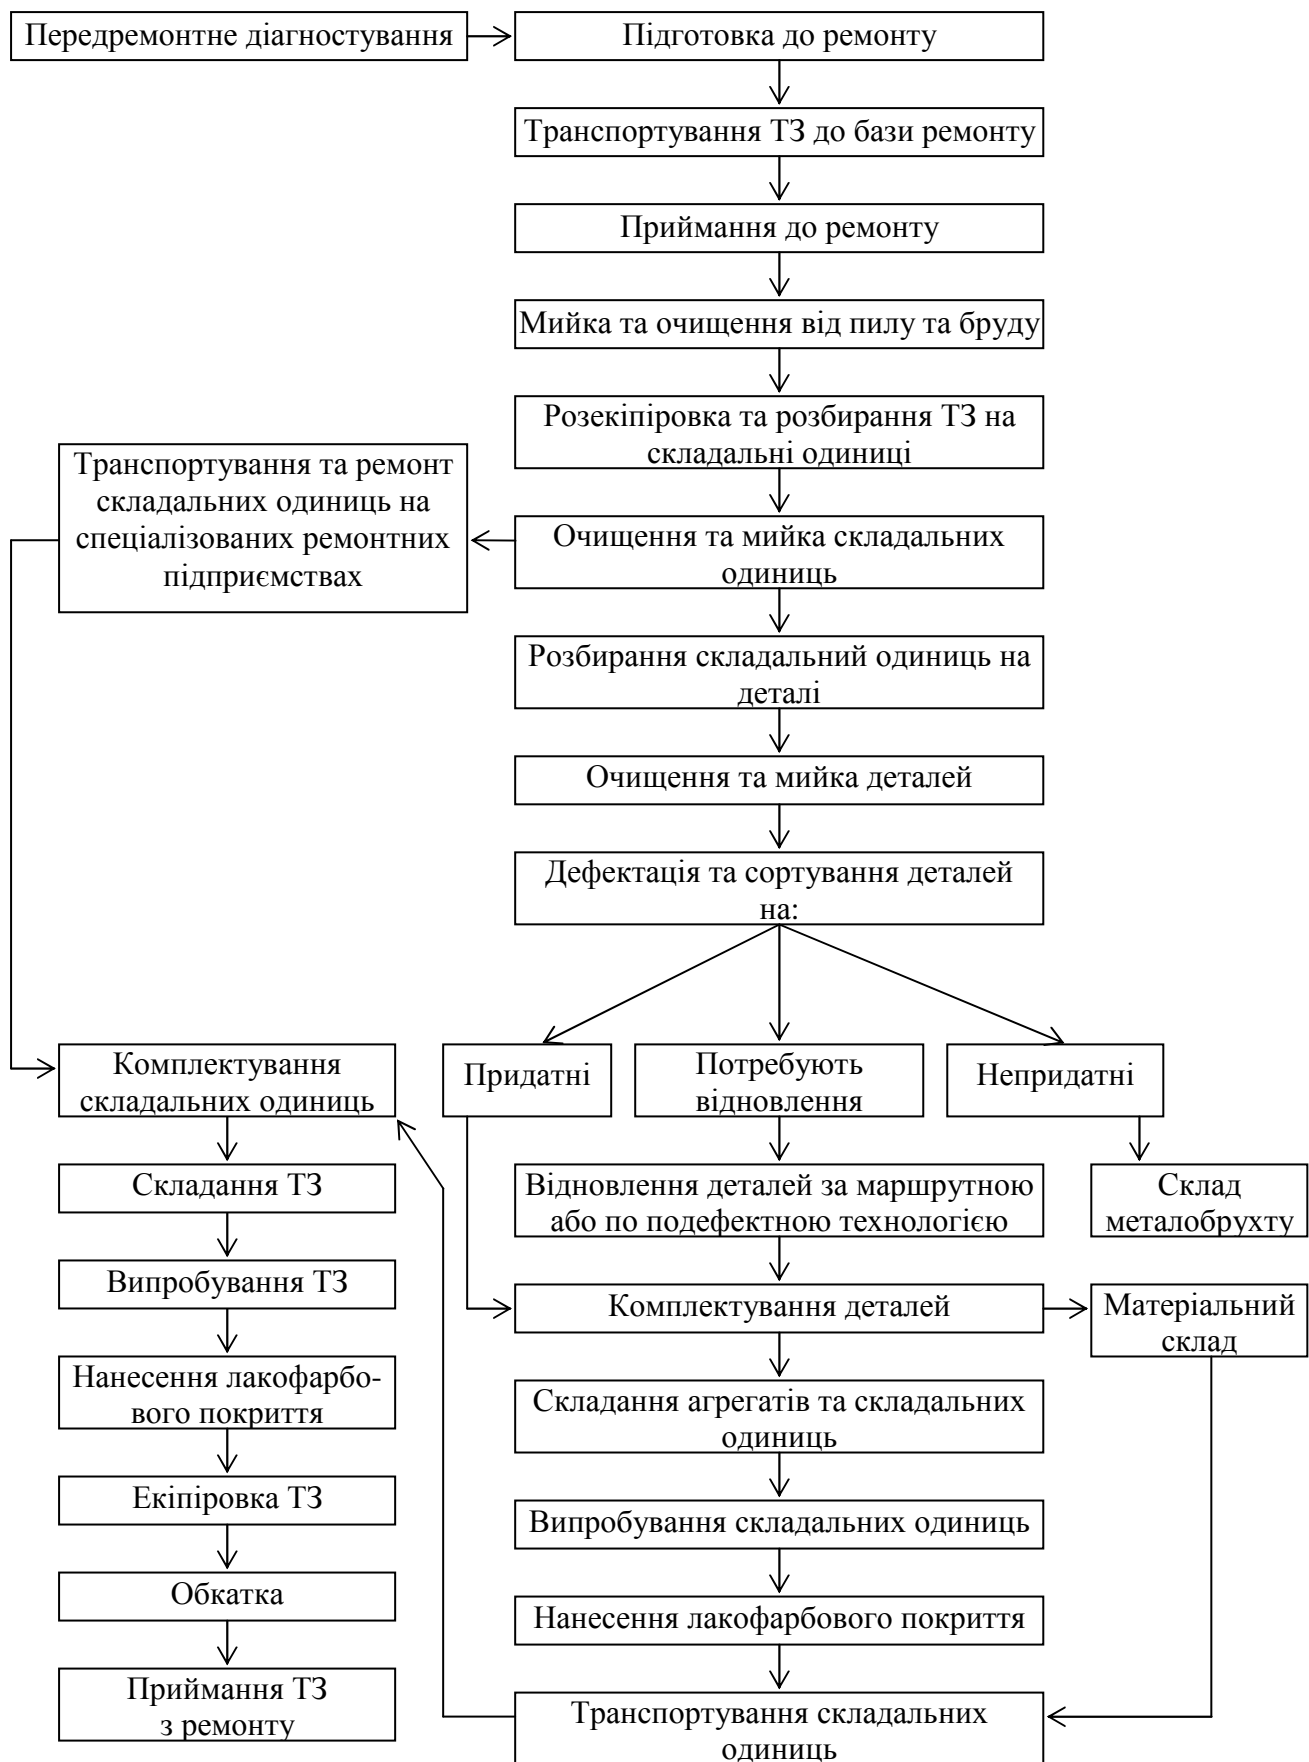 Передремонтне діагностування
Підготовка до ремонту
Транспортування ТЗ до бази ремонту
Приймання до ремонту
Мийка та очищення від пилу та бруду
Розекіпіровка та розбирання ТЗ на
складальні одиниці
Транспортування та ремонт
складальних одиниць на
спеціалізованих ремонтних
підприємствах
Очищення та мийка складальних
одиниць
Розбирання складальний одиниць на
деталі
Очищення та мийка деталей
Дефектація та сортування деталей
на:
Придатні
Потребують
відновлення
Непридатні
Відновлення деталей за маршрутною
або по подефектною технологією
Склад
металобрухту
Комплектування деталей
Матеріальний
склад
Складання агрегатів та складальних
одиниць
Випробування складальних одиниць
Нанесення лакофарбового покриття
Транспортування складальних
одиниць
Комплектування
складальних одиниць
Складання ТЗ
Випробування ТЗ
Нанесення лакофарбо-
вого покриття
Екіпіровка ТЗ
Обкатка
Приймання ТЗ
з ремонту